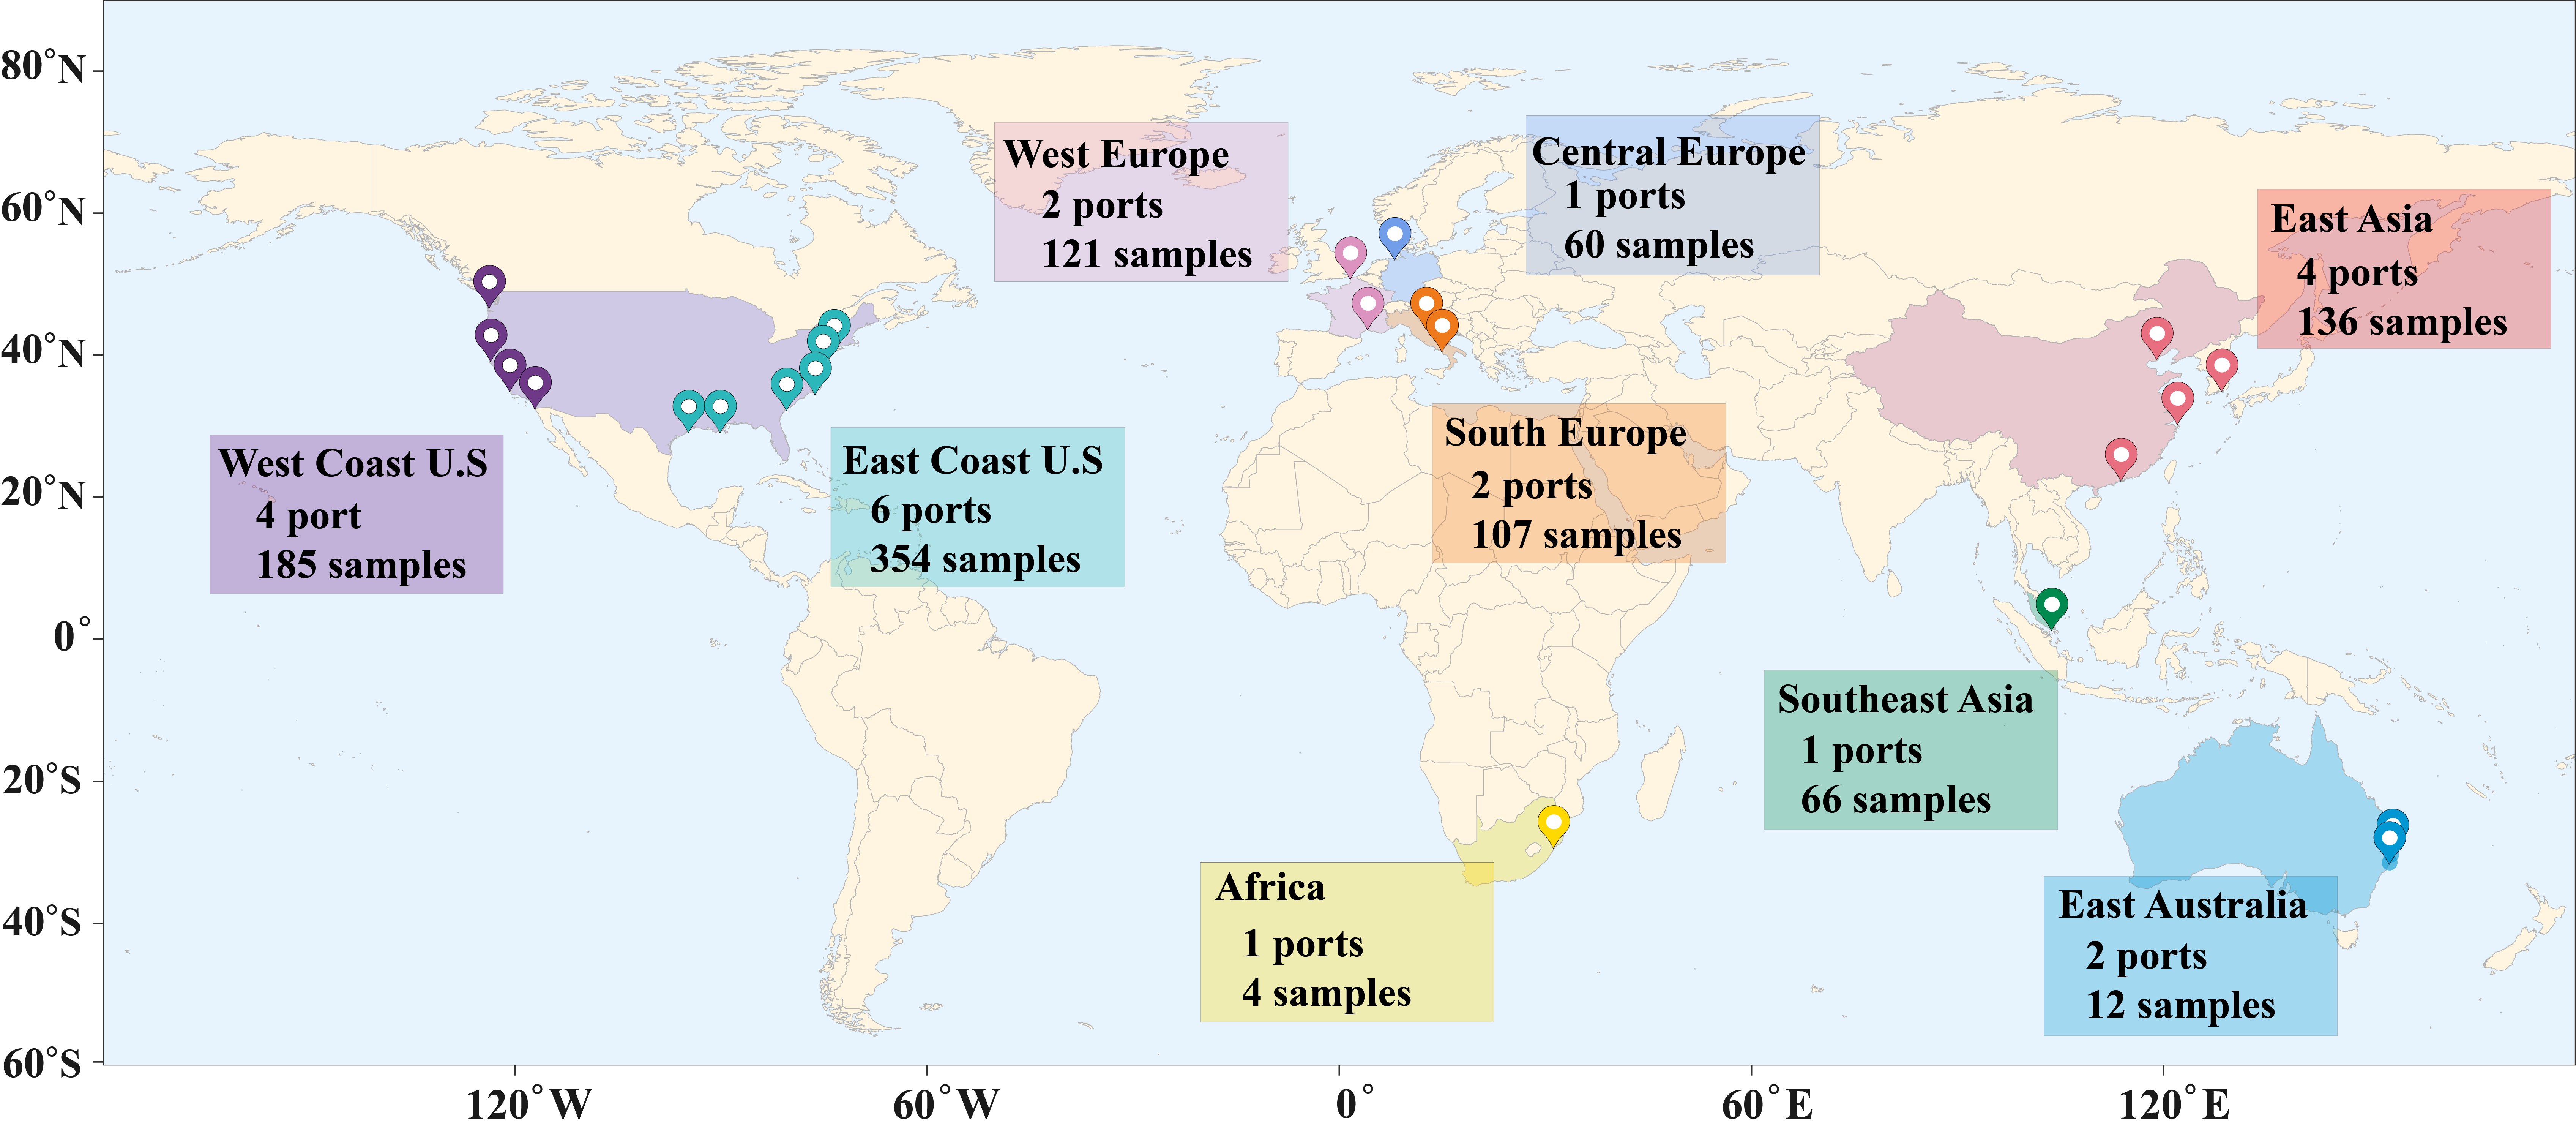 80°N
60°N
40°N
20°N
0°
20°S
40°S
60°S
West Europe
2 ports
121 samples
Central Europe
1 ports
60 samples
East Asia
4 ports
136 samples
West Coast U.S
4 port
185 samples
East Coast U.S
6 ports
354 samples
South Europe
2 ports
107 samples
Southeast Asia
1 ports
66 samples
Africa
1 ports
4 samples
East Australia
2 ports
12 samples
120°W
60°W
0°
60°E
120°E